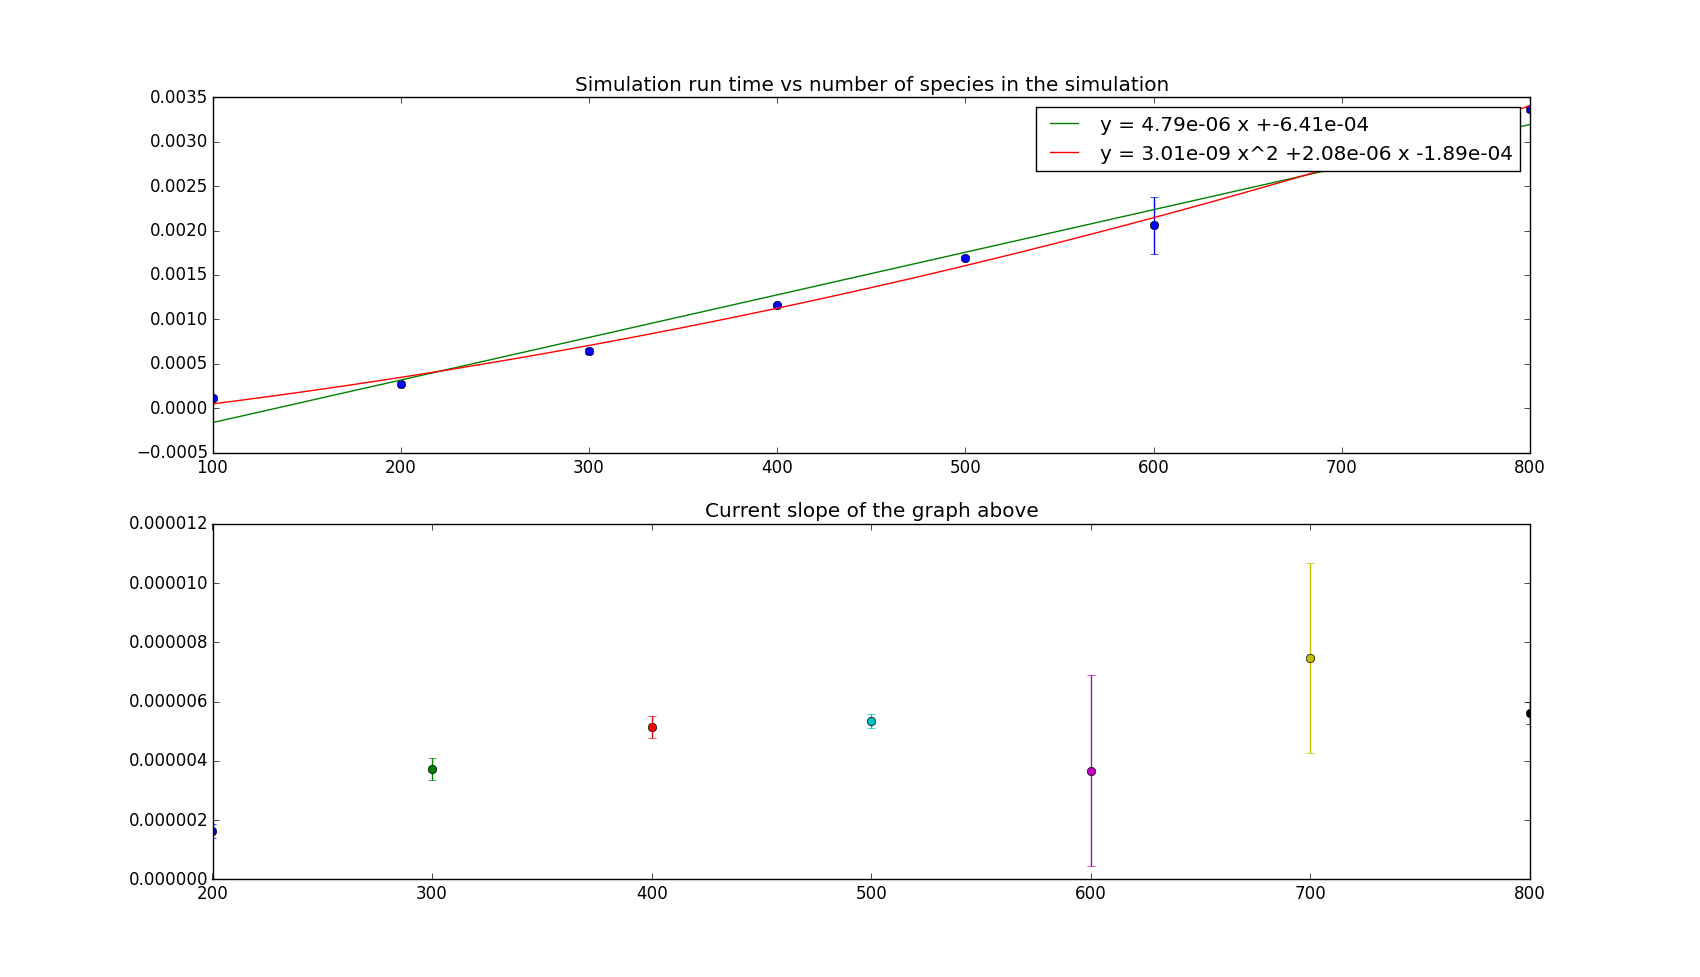 Simulation run time vs number of species in the simulation
0.0035
0.0030
0.0025
0.0020
0.0015
0.0010
0.0005
0.0000
−0.0005
y = 4.79e-06 x +-6.41e-04
y = 3.01e-09 x^2 +2.08e-06 x -1.89e-04
100 200 300 400 500 600 700 800
Current slope of the graph above
0.000012
0.000010
0.000008
0.000006
0.000004
0.000002
0.000000
200 300 400 500 600 700 800